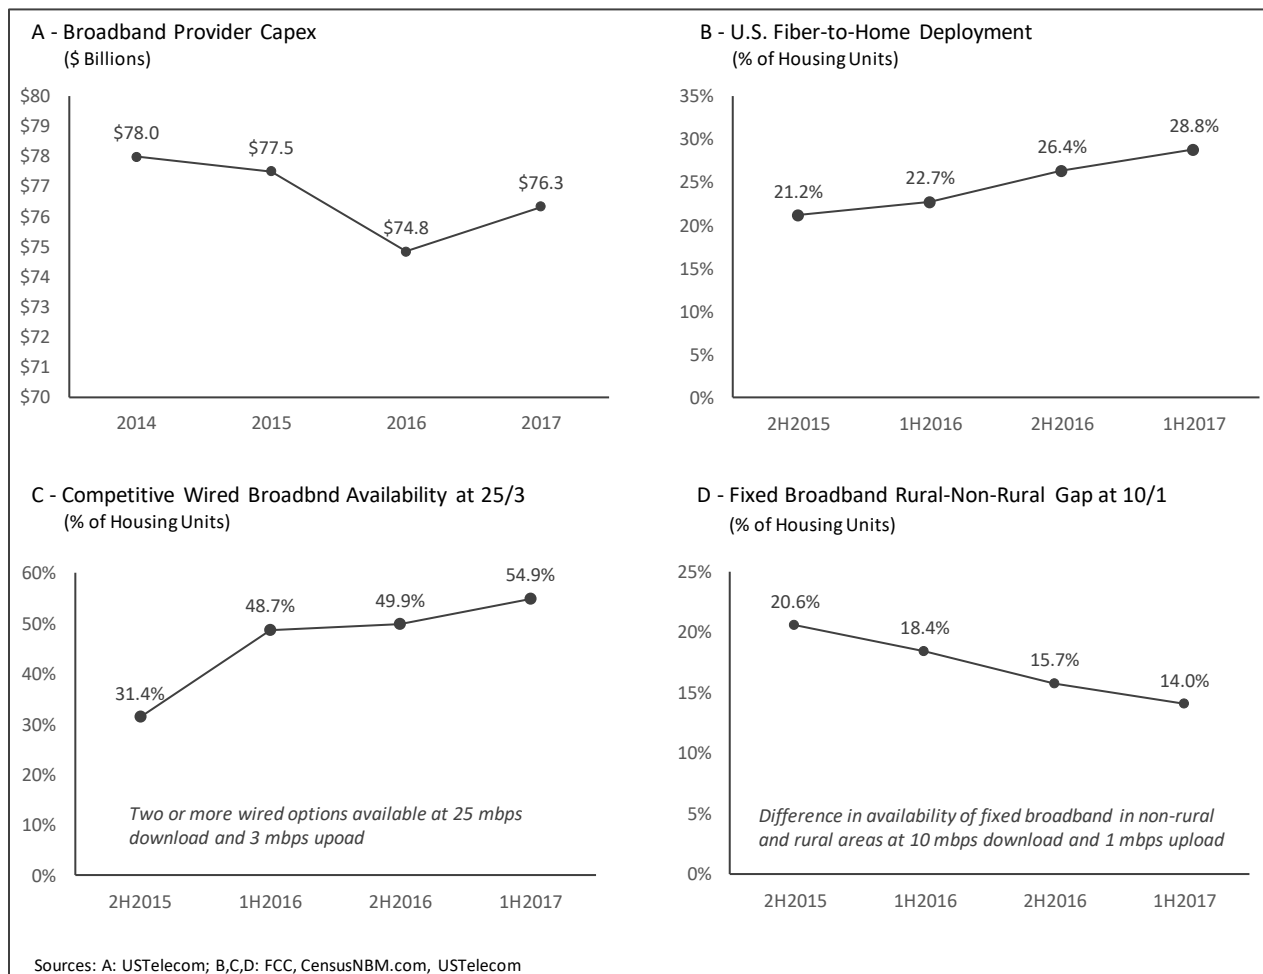 A - Broadband Provider Capex
($ Billions)
$80
$79
$78
$77
$76
$75
$74
$73
$72
$71
$70
$78.0
$77.5
$74.8
$76.3
2014 2015 2016 2017
B - U.S. Fiber-to-Home Deployment
(% of Housing Units)
35%
30%
25%
20%
15%
10%
5%
0%
21.2%
22.7%
26.4%
28.8%
2H2015 1H2016 2H2016 1H2017
C - Competitive Wired Broadbnd Availability at 25/3
(% of Housing Units)
60%
50%
40%
30%
20%
10%
0%
31.4%
48.7%
49.9%
54.9%
Two or more wired options available at 25 mbps
download and 3 mbps upoad
2H2015 1H2016 2H2016 1H2017
D - Fixed Broadband Rural-Non-Rural Gap at 10/1
(% of Housing Units)
25%
20%
15%
10%
5%
0%
20.6%
18.4%
15.7%
14.0%
Difference in availability of fixed broadband in non-rural
and rural areas at 10 mbps download and 1 mbps upload
2H2015 1H2016 2H2016 1H2017
Sources: A: USTelecom; B,C,D: FCC, CensusNBM.com, USTelecom